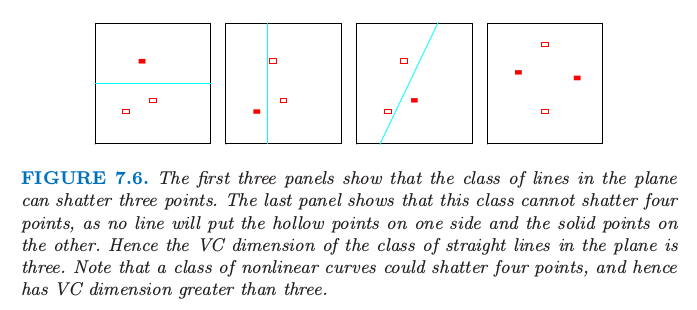 FIGURE 7.6. The first three panels show that the class of lines in the plane
can shatter three points. The last panel shows that this class cannot shatter four
points, as no line will put the hollow points on one side and the solid points on
the other. Hence the VC dimension of the class of straight lines in the plane is
three. Note that a class of nonlinear curves could shatter four points, and hence
has VC dimension greater than three.